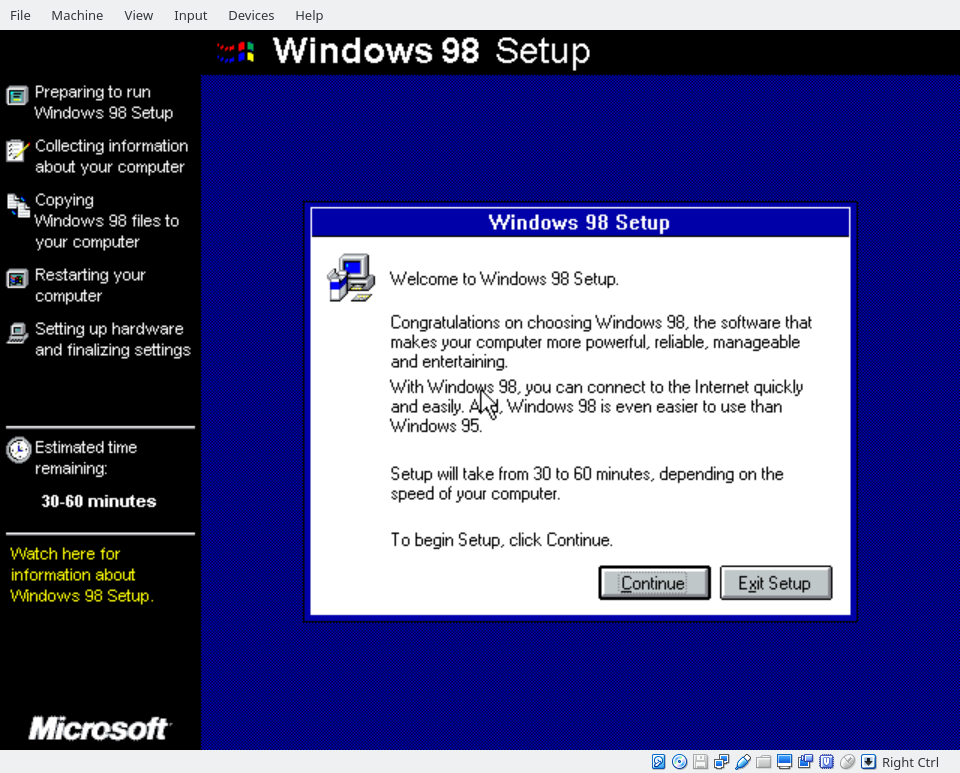 File Machine View Input Devices Help
Windows 98 Setup
Preparing to run
Windows 98 Setup
Collecting information
about your computer
Copying
Windows 98 files to
your computer
Restarting your
computer
Setting up hardware
and finalizing settings
Estimated time
remaining:
30-60 minutes
Watch here for
information about
Windows 98 Setup.
Microsoft
Windows 98 Setup
Welcome to Windows 98 Setup.
Congratulations on choosing Windows 98, the software that
makes your computer more powerful, reliable, manageable
and entertaining.
With Windows 98, you can connect to the Internet quickly
and easily. And, Windows 98 is even easier to use than
Windows 95.
Setup will take from 30 to 60 minutes, depending on the
speed of your computer.
To begin Setup, click Continue.
Continue Exit Setup
Right Ctrl